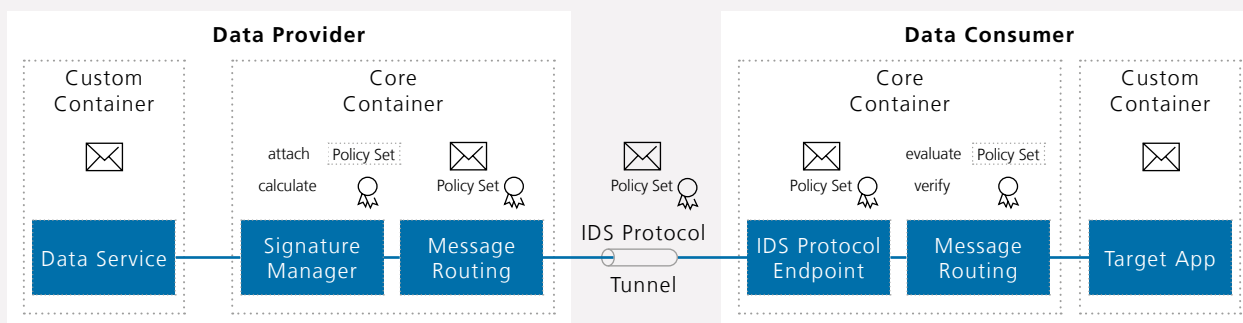 Data Provider
Data Consumer
Custom
Container
Core
Container
Core
Container
Custom
Container
attach
Policy Set
calculate
Policy Set
Policy Set
Policy Set
evaluate
Policy Set
verify
Data Service
Signature
Manager
Message
Routing
IDS Protocol
Tunnel
IDS Protocol
Endpoint
Message
Routing
Target App